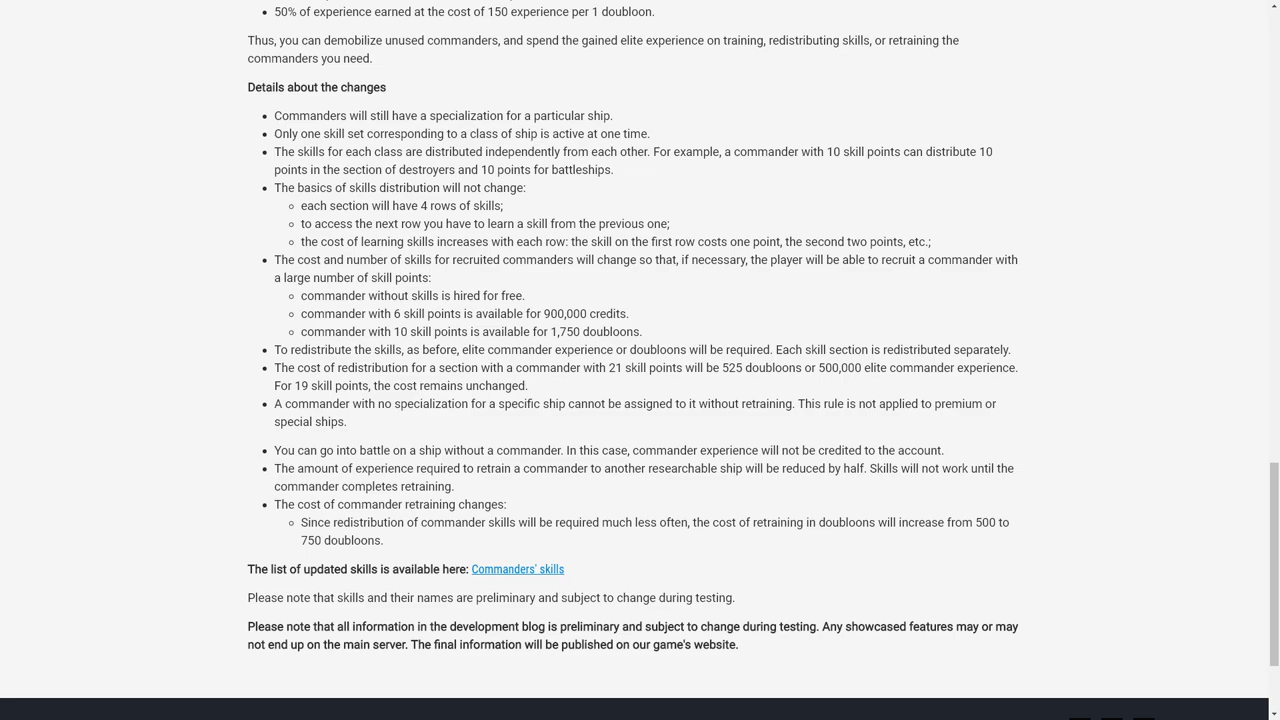 50% of experience earned at the cost of 150 experience per 1 doubloon.
Thus, you can demobilize unused commanders, and spend the gained elite experience on training, redistributing skills, or retraining the
commanders you need.
Details about the changes
Commanders will still have a specialization for a particular ship.
Only one skill set corresponding to a class of ship is active at one time.
The skills for each class are distributed independently from each other. For example, a commander with 10 skill points can distribute 10
points in the section of destroyers and 10 points for battleships.
The basics of skills distribution will not change:
each section will have 4 rows of skills;
to access the next row you have to learn a skill from the previous one;
the cost of learning skills increases with each row: the skill on the first row costs one point, the second two points, etc.;
The cost and number of skills for recruited commanders will change so that, if necessary, the player will be able to recruit a commander with
a large number of skill points:
commander without skills is hired for free.
commander with 6 skill points is available for 900,000 credits.
commander with 10 skill points is available for 1,750 doubloons.
To redistribute the skills, as before, elite commander experience or doubloons will be required. Each skill section is redistributed separately.
The cost of redistribution for a section with a commander with 21 skill points will be 525 doubloons or 500,000 elite commander experience.
For 19 skill points, the cost remains unchanged.
A commander with no specialization for a specific ship cannot be assigned to it without retraining. This rule is not applied to premium or
special ships.
You can go into battle on a ship without a commander. In this case, commander experience will not be credited to the account.
The amount of experience required to retrain a commander to another researchable ship will be reduced by half. Skills will not work until the
commander completes retraining.
The cost of commander retraining changes:
Since redistribution of commander skills will be required much less often, the cost of retraining in doubloons will increase from 500 to
750 doubloons.
The list of updated skills is available here: Commanders' skills
Please note that skills and their names are preliminary and subject to change during testing.
Please note that all information in the development blog is preliminary and subject to change during testing. Any showcased features may or may
not end up on the main server. The final information will be published on our game's website.